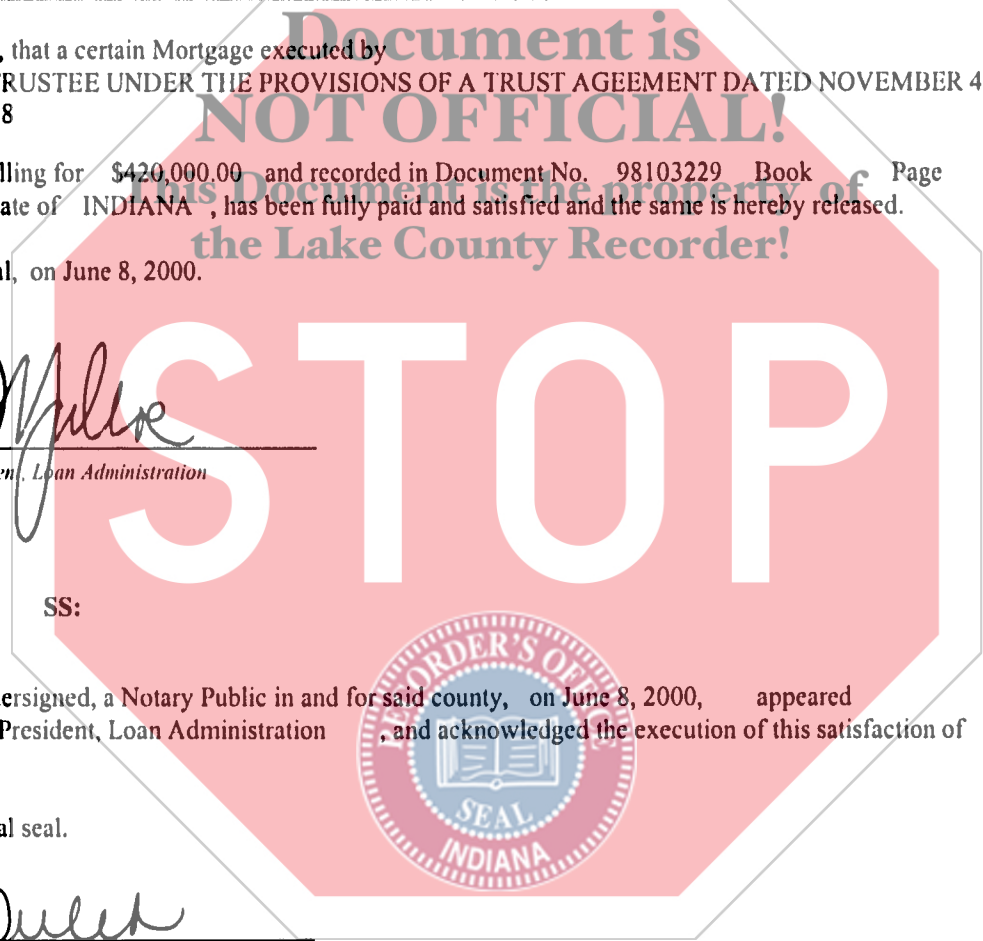 Document is
, that a certain Mortgage executed by
RUSTEE UNDER THE PROVISIONS OF A TRUST AGEEMENT DATED NOVEMBER 4
NOT OFFICIAL!
8
lling for $420,000.00 and recorded in Document No. 98103229 Book Page
This Document is the property of
ate of INDIANA , has been fully paid and satisfied and the same is hereby released.
the Lake County Recorder!
al, on June 8, 2000.
STOP
en, Loan Administration
SS:
RECORDER'S OFFICE
ersigned, a Notary Public in and for said county, on June 8, 2000, appeared
President, Loan Administration , and acknowledged the execution of this satisfaction of
SEAL
al seal.
INDIANA